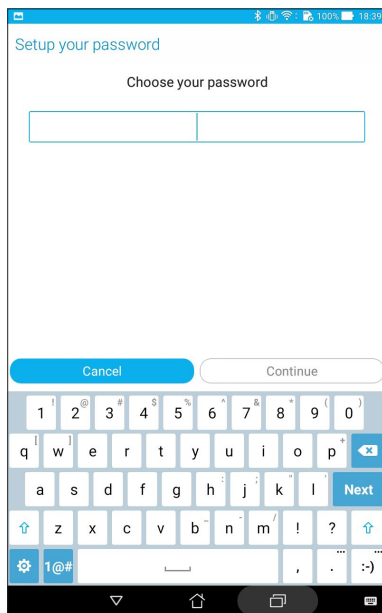 100% 18:39
Setup your password
Choose your password
Cancel Continue
! @ # $ % ^ & * ( )
1 2 3 4 5 6 7 8 9 0
[ ] +
q w e r t y u i o p
: ; " '
a s d f g h j k l Next
_ - /
z x c v b n m ! ?
1@# , . ... :-) ...